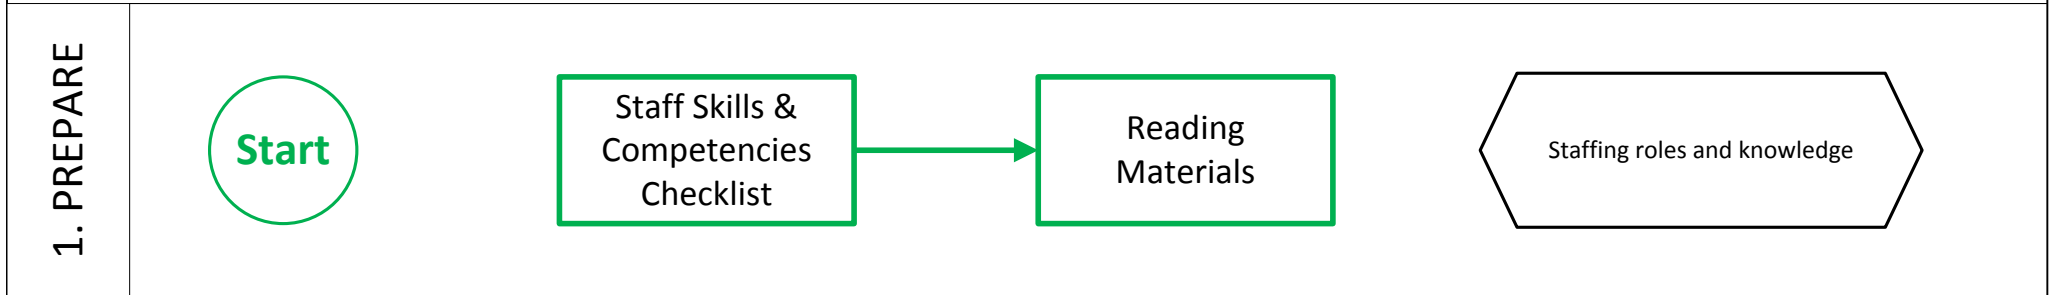 1. PREPARE
Start
Staff Skills &
Competencies
Checklist
Reading
Materials
Staffing roles and knowledge